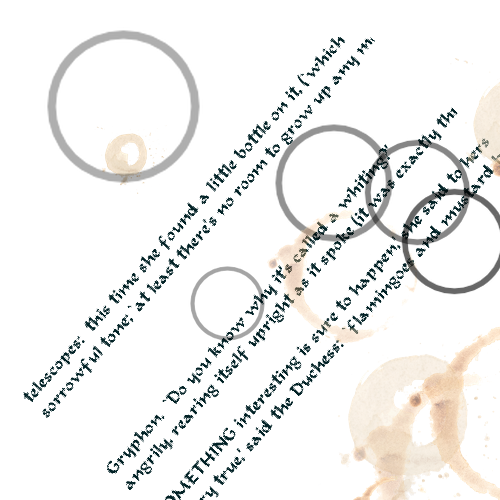 telescopes: this time she found a little bottle on it, (`which
sorrowful tone; `at least there's no room to grow up any
Gryphon. `Do you know why it's called a whiting?'
angrily, rearing itself upright as it spoke (it was exactly
interesting is sure to happen,' she said to hers
true,' said the Duchess: `flamingoes and mustard